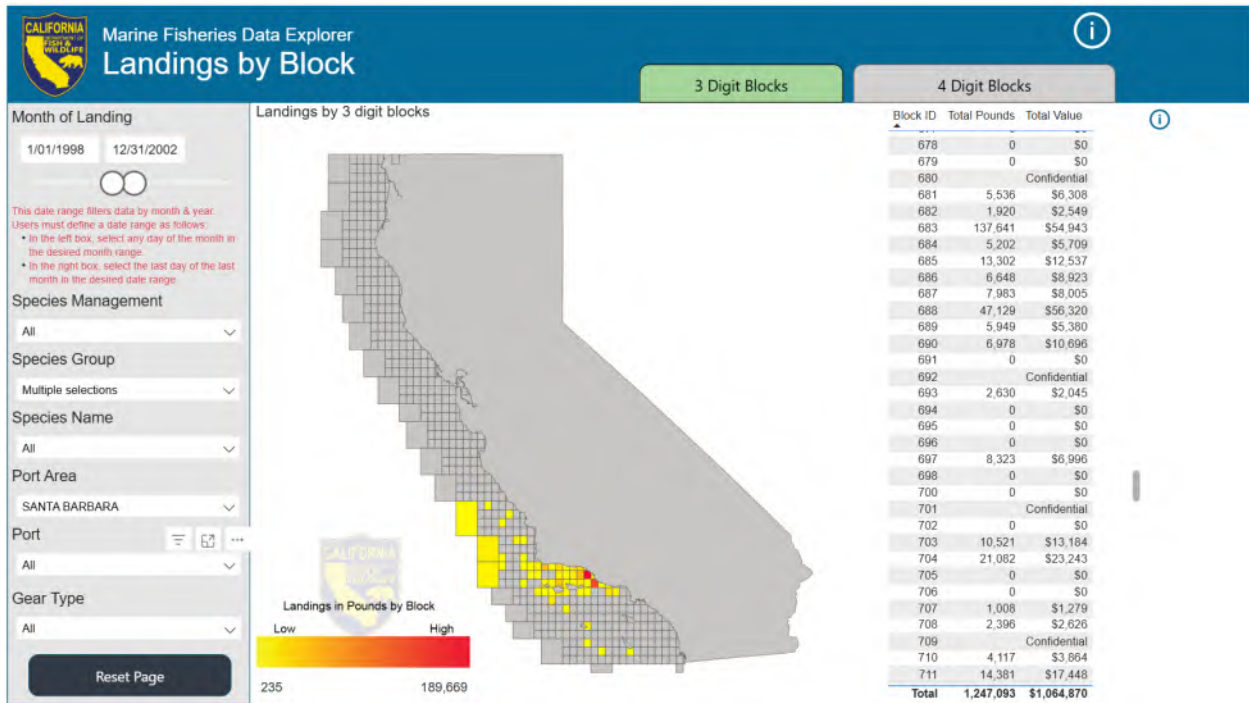 CALIFORNIA
DEPARTMENT OF
FISH &
WILDLIFE
Marine Fisheries Data Explorer
Landings by Block
i
3 Digit Blocks
4 Digit Blocks
Month of Landing
1/01/1998 12/31/2002
This date range filters data by month & year.
Users must define a date range as follows:
• In the left box, select any day of the month in
the desired month range.
• In the right box, select the last day of the last
month in the desired date range.
Species Management
All
Species Group
Multiple selections
Species Name
All
Port Area
SANTA BARBARA
Port
All
Gear Type
All
Reset Page
Landings by 3 digit blocks
CALIFORNIA
Landings in Pounds by Block
Low High
235 189,669
Block ID Total Pounds Total Value
678 0 $0
679 0 $0
680 Confidential
681 5,536 $6,308
682 1,920 $2,549
683 137,641 $54,943
684 5,202 $5,709
685 13,302 $12,537
686 6,648 $8,923
687 7,983 $8,005
688 47,129 $56,320
689 5,949 $5,380
690 6,978 $10,696
691 0 $0
692 Confidential
693 2,630 $2,045
694 0 $0
695 0 $0
696 0 $0
697 8,323 $6,996
698 0 $0
700 0 $0
701 Confidential
702 0 $0
703 10,521 $13,184
704 21,082 $23,243
705 0 $0
706 0 $0
707 1,008 $1,279
708 2,396 $2,626
709 Confidential
710 4,117 $3,864
711 14,381 $17,448
Total 1,247,093 $1,064,870
i